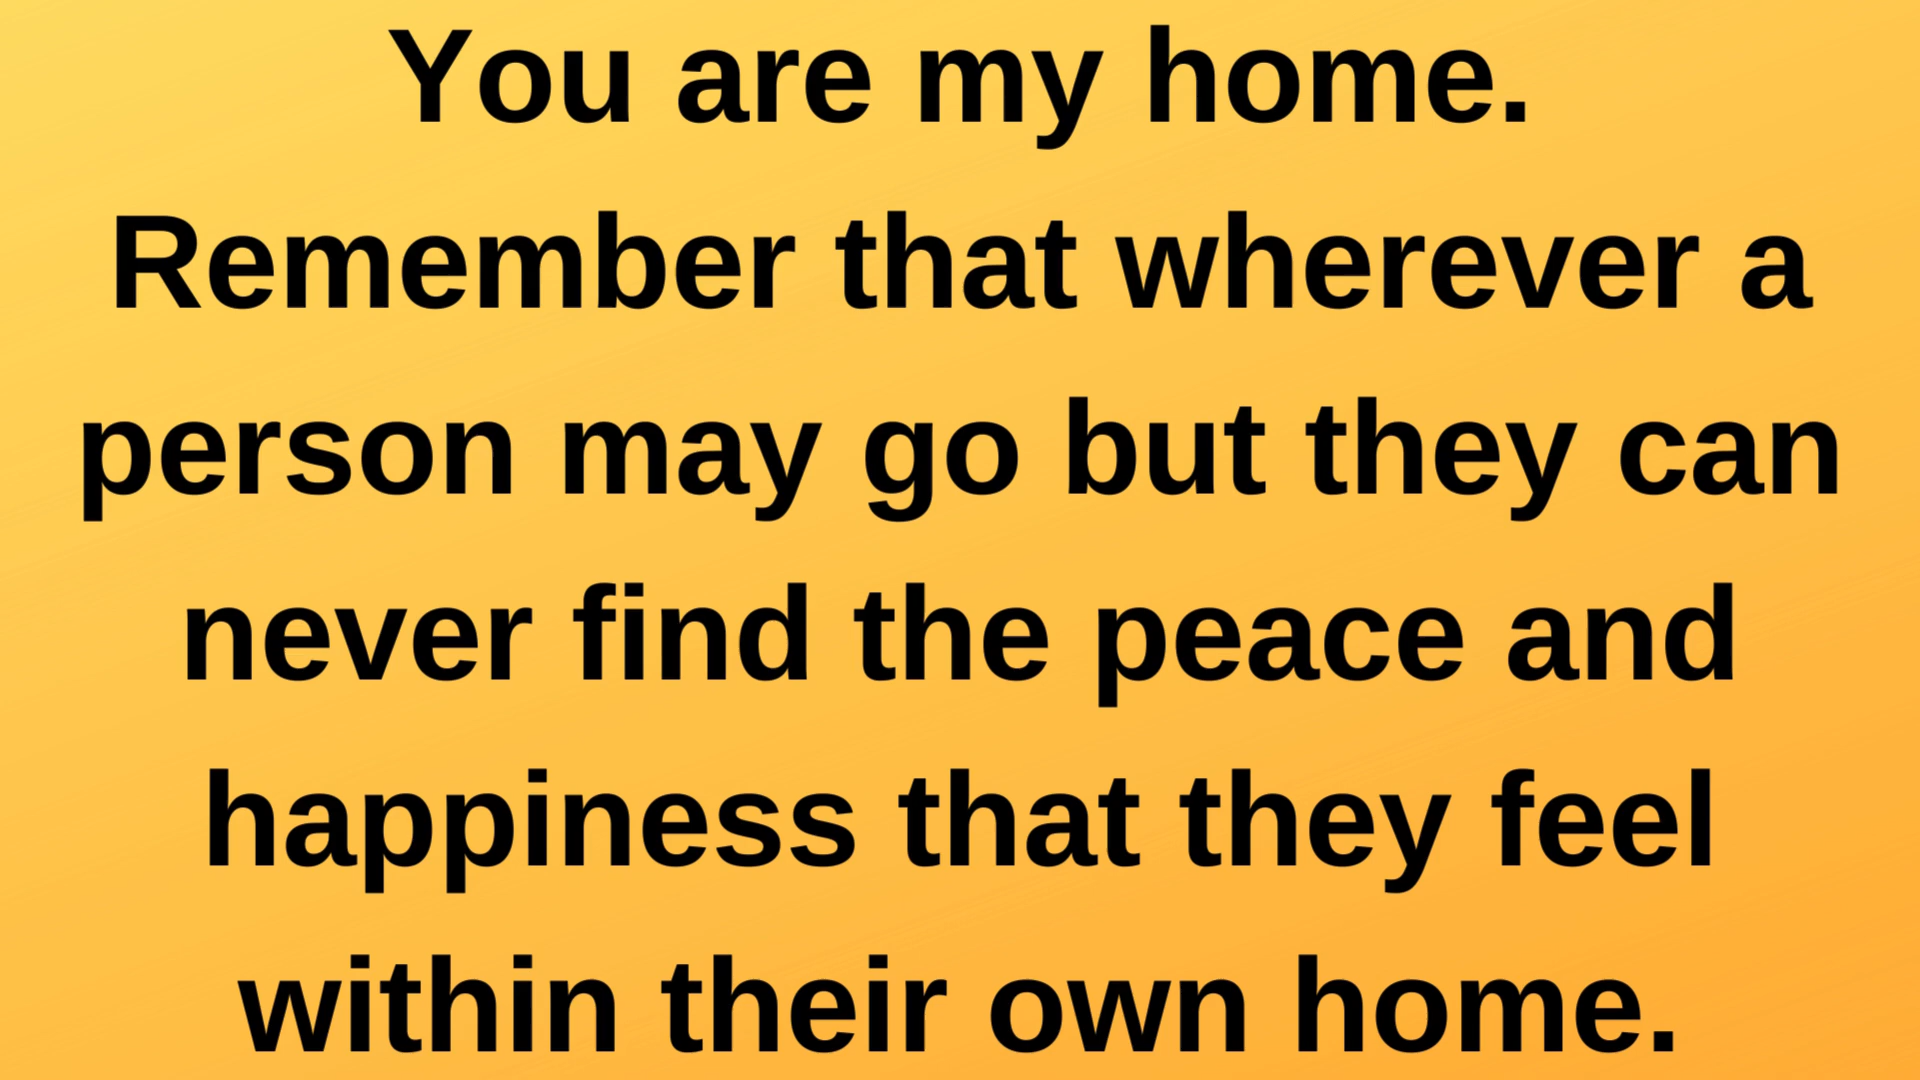 You are my home.
Remember that wherever a
person may go but they can
never find the peace and
happiness that they feel
within their own home.